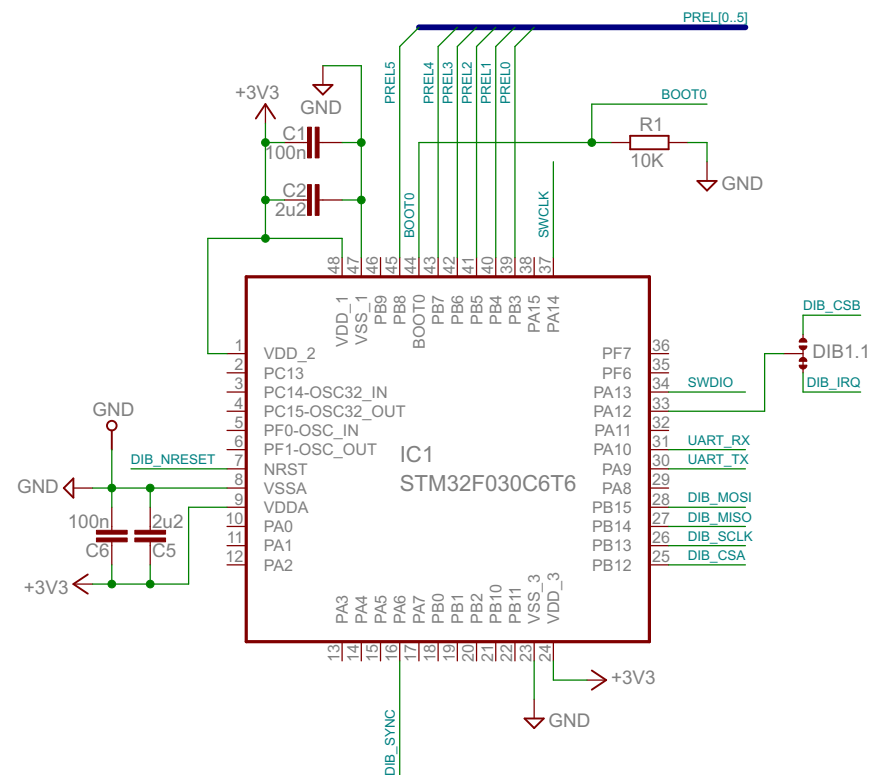 PREL[0..5]
PREL5
PREL4
PREL3
PREL2
PREL1
PREL0
+3V3
GND
C1
100n
C2
2u2
BOOT0
BOOT0
R1
10K
GND
SWCLK
48
47
46
45
44
43
42
41
40
39
38
37
VDD_1
VSS_1
PB9
PB8
BOOT0
PB7
PB6
PB5
PB4
PB3
PA15
PA14
1 VDD_2
2 PC13
3 PC14-OSC32_IN
4 PC15-OSC32_OUT
5 PF0-OSC_IN
6 PF1-OSC_OUT
DIB_NRESET 7 NRST
8 VSSA
9 VDDA
10 PA0
11 PA1
12 PA2
GND
GND
100n
C6
2u2
C5
+3V3
IC1
STM32F030C6T6
PF7 36
PF6 35
PA13 34 SWDIO
PA12 33
PA11 32
PA10 31 UART_RX
PA9 30 UART_TX
PA8 29
PB15 28 DIB_MOSI
PB14 27 DIB_MISO
PB13 26 DIB_SCLK
PB12 25 DIB_CSA
DIB_CSB
DIB1.1
DIB_IRQ
PA3
PA4
PA5
PA6
PA7
PB0
PB1
PB2
PB10
PB11
VSS_3
VDD_3
13
14
15
16
17
18
19
20
21
22
23
24
DIB_SYNC
+3V3
GND